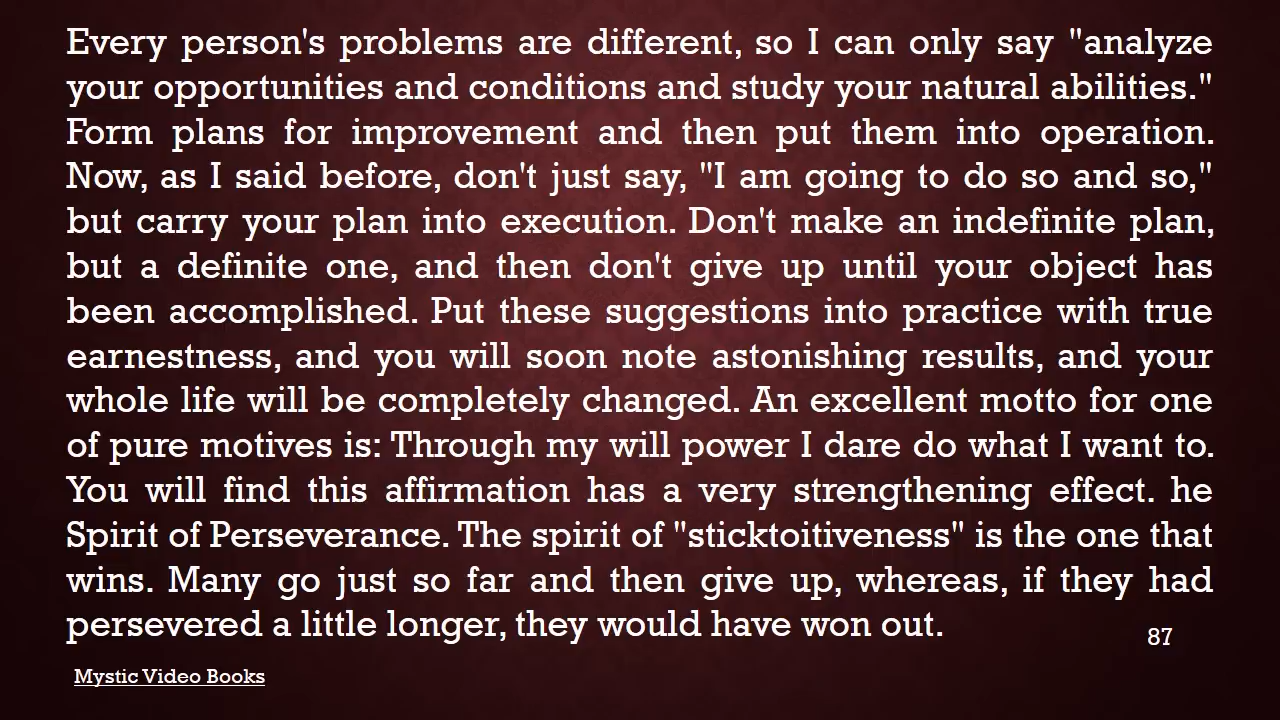 Every person's problems are different, so I can only say "analyze
your opportunities and conditions and study your natural abilities."
Form plans for improvement and then put them into operation.
Now, as I said before, don't just say, "I am going to do so and so,"
but carry your plan into execution. Don't make an indefinite plan,
but a definite one, and then don't give up until your object has
been accomplished. Put these suggestions into practice with true
earnestness, and you will soon note astonishing results, and your
whole life will be completely changed. An excellent motto for one
of pure motives is: Through my will power I dare do what I want to.
You will find this affirmation has a very strengthening effect. he
Spirit of Perseverance. The spirit of "sticktoitiveness" is the one that
wins. Many go just so far and then give up, whereas, if they had
persevered a little longer, they would have won out.
87
Mystic Video Books